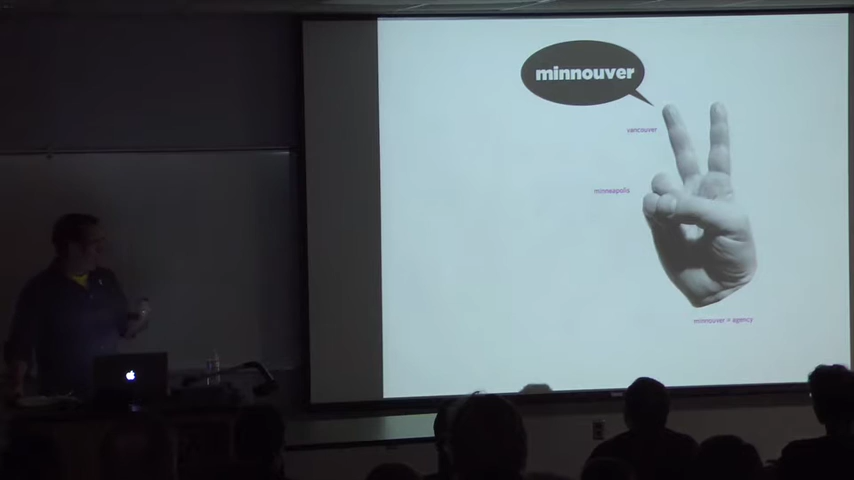 minnouver
vancouver
minneapolis
minnouver = agency